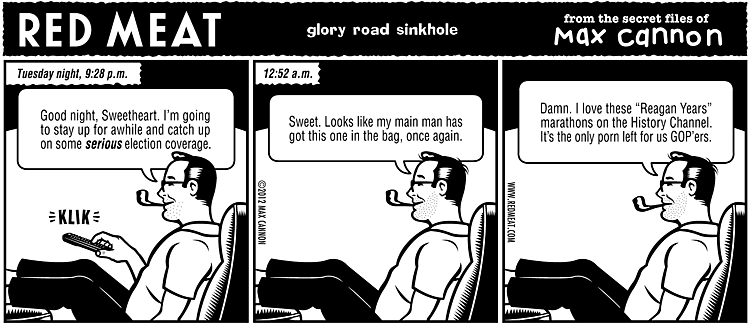 RED MEAT
glory road sinkhole
from the secret files of
Max cannon
Tuesday night, 9:28 p.m.
Good night, Sweetheart. I'm going
to stay up for awhile and catch up
on some serious election coverage.
KLIK
12:52 a.m.
Sweet. Looks like my main man has
got this one in the bag, once again.
©2012 MAX CANNON
Damn. I love these “Reagan Years”
marathons on the History Channel.
It's the only porn left for us GOP'ers.
WWW.REDMEAT.COM